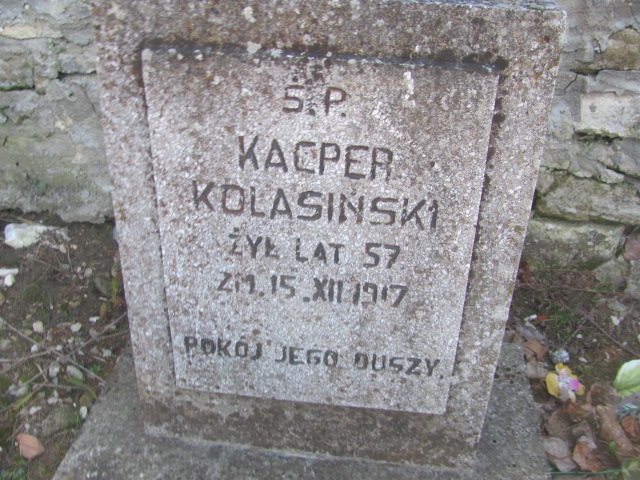 Ś.P.
KACPER
KOLASIŃSKI
ŻYŁ LAT 57.
ZM. 15. XII 1917
POKÓJ JEGO DUSZY.